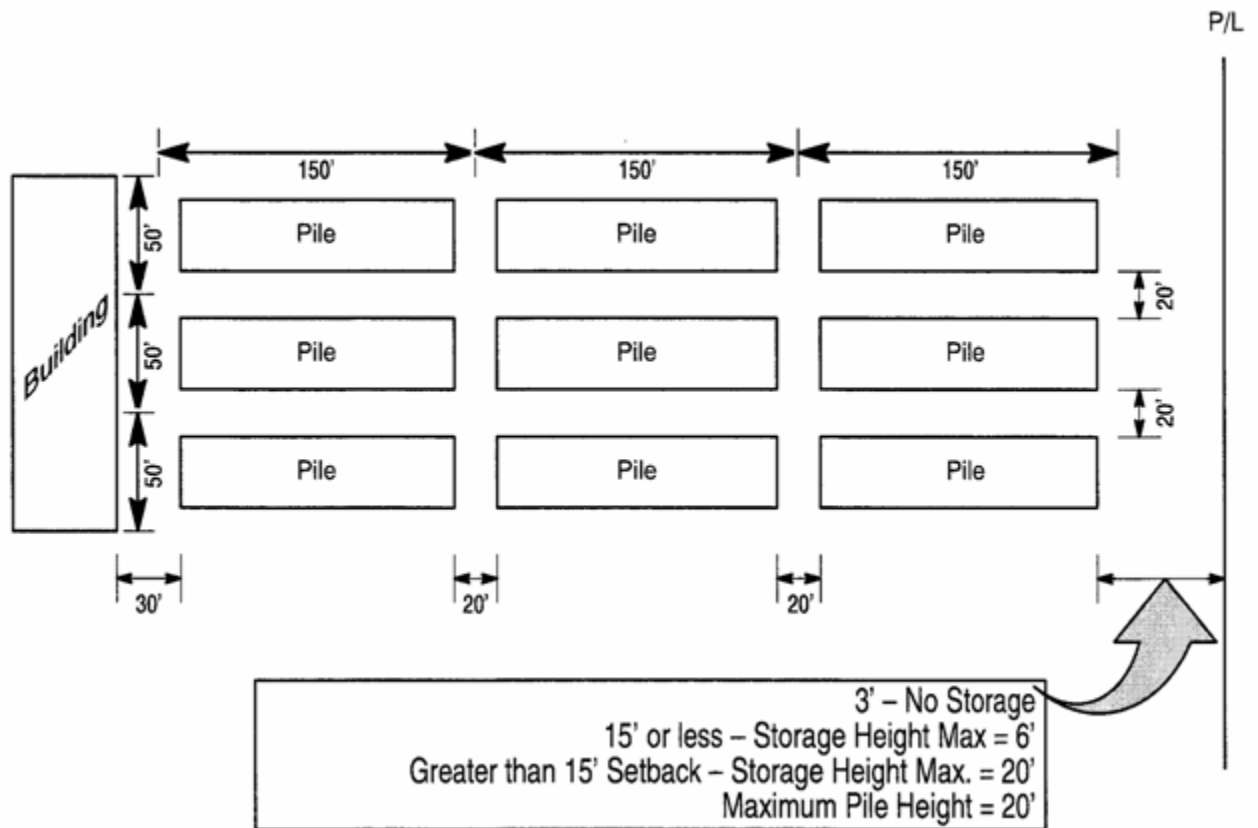 P/L
150' 150' 150'
Building
50'
50'
50'
Pile Pile Pile
20'
Pile Pile Pile
20'
Pile Pile Pile
30' 20' 20'
3' – No Storage
15' or less – Storage Height Max = 6'
Greater than 15' Setback – Storage Height Max. = 20'
Maximum Pile Height = 20'